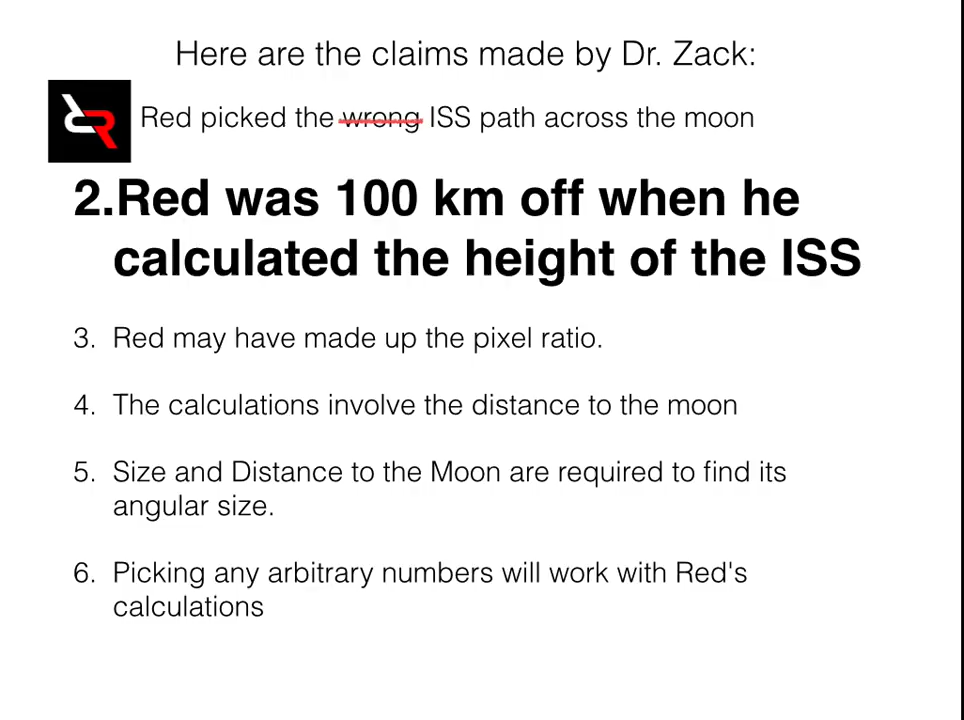 Here are the claims made by Dr. Zack:
Red picked the wrong ISS path across the moon
2.Red was 100 km off when he
calculated the height of the ISS
3. Red may have made up the pixel ratio.
4. The calculations involve the distance to the moon
5. Size and Distance to the Moon are required to find its
angular size.
6. Picking any arbitrary numbers will work with Red's
calculations